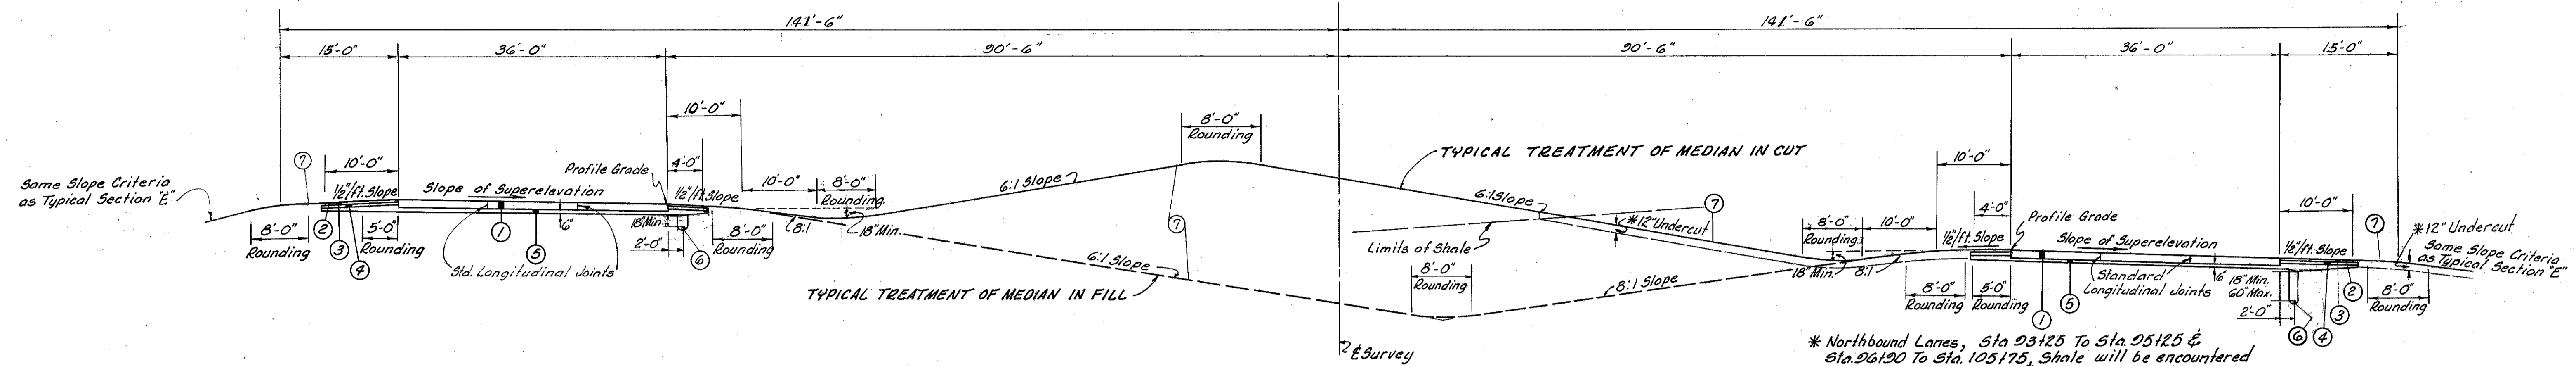 141'-6"
141'-6"
15'-0"
36'-0"
90'-6"
90'-6"
36'-0"
15'-0"
10'-0"
8'-0"
Rounding
TYPICAL TREATMENT OF MEDIAN IN CUT
10'-0"
Same Slope Criteria
as Typical Section "E"
7
10'-0"
Profile Grade
4'-0"
1/2"/ft. Slope
Slope of Superelevation
1/2"/ft. Slope
10'-0"
8'-0"
Rounding
6:1 Slope
6:1 Slope
7
4'-0"
Profile Grade
10'-0"
7
2
3
4
8'-0"
Rounding
5'-0"
Rounding
1
5
6"
Std. Longitudinal Joints
18" Min.
2'-0"
6
8'-0"
Rounding
8:1
18" Min.
7
6:1 Slope
TYPICAL TREATMENT OF MEDIAN IN FILL
Limits of Shale
* 12" Undercut
8'-0"
Rounding
8:1 Slope
8'-0"
Rounding
10'-0"
18" Min.
8:1
1/2"/ft. Slope
Slope of Superelevation
1/2"/ft. Slope
* 12" Undercut
Same Slope Criteria
as Typical Section "E"
8'-0"
Rounding
5'-0"
Rounding
1
5
Standard
Longitudinal Joints
6"
18" Min.
60" Max.
2'-0"
6
4
3
2
8'-0"
Rounding
℄ Survey
* Northbound Lanes, Sta 93+25 To Sta. 95+25 &
Sta. 96+90 To Sta. 105+75, Shale will be encountered